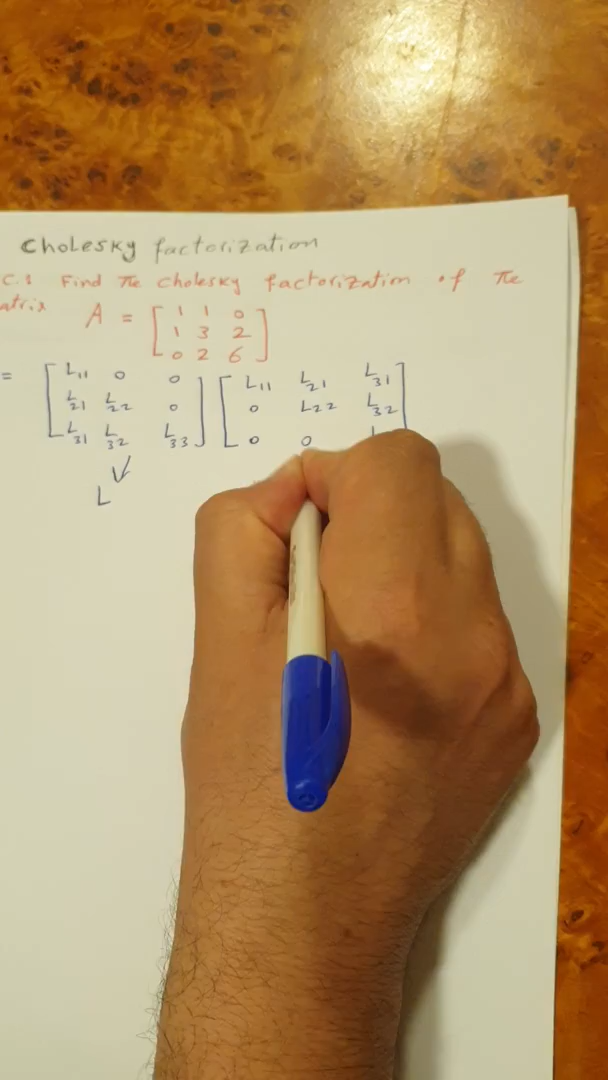 Cholesky factorization
C.1 Find The cholesky factorization of The
atrix A = [ 1 1 0
1 3 2
0 2 6 ]
= [ L11 0 0 ] [ L11 L21 L31 ]
L21 L22 0 0 L22 L32
L31 L32 L33 0 0 L
L